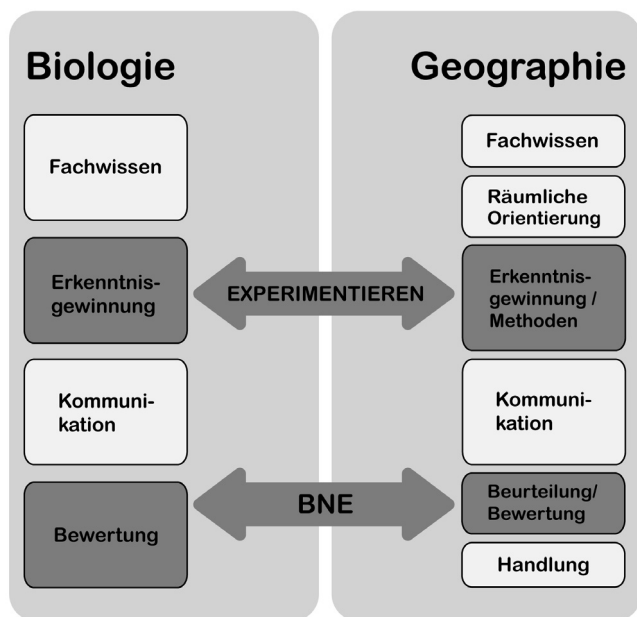 Biologie
Fachwissen
Erkenntnis-
gewinnung
Kommuni-
kation
Bewertung
EXPERIMENTIEREN
BNE
Geographie
Fachwissen
Räumliche
Orientierung
Erkenntnis-
gewinnung /
Methoden
Kommuni-
kation
Beurteilung/
Bewertung
Handlung